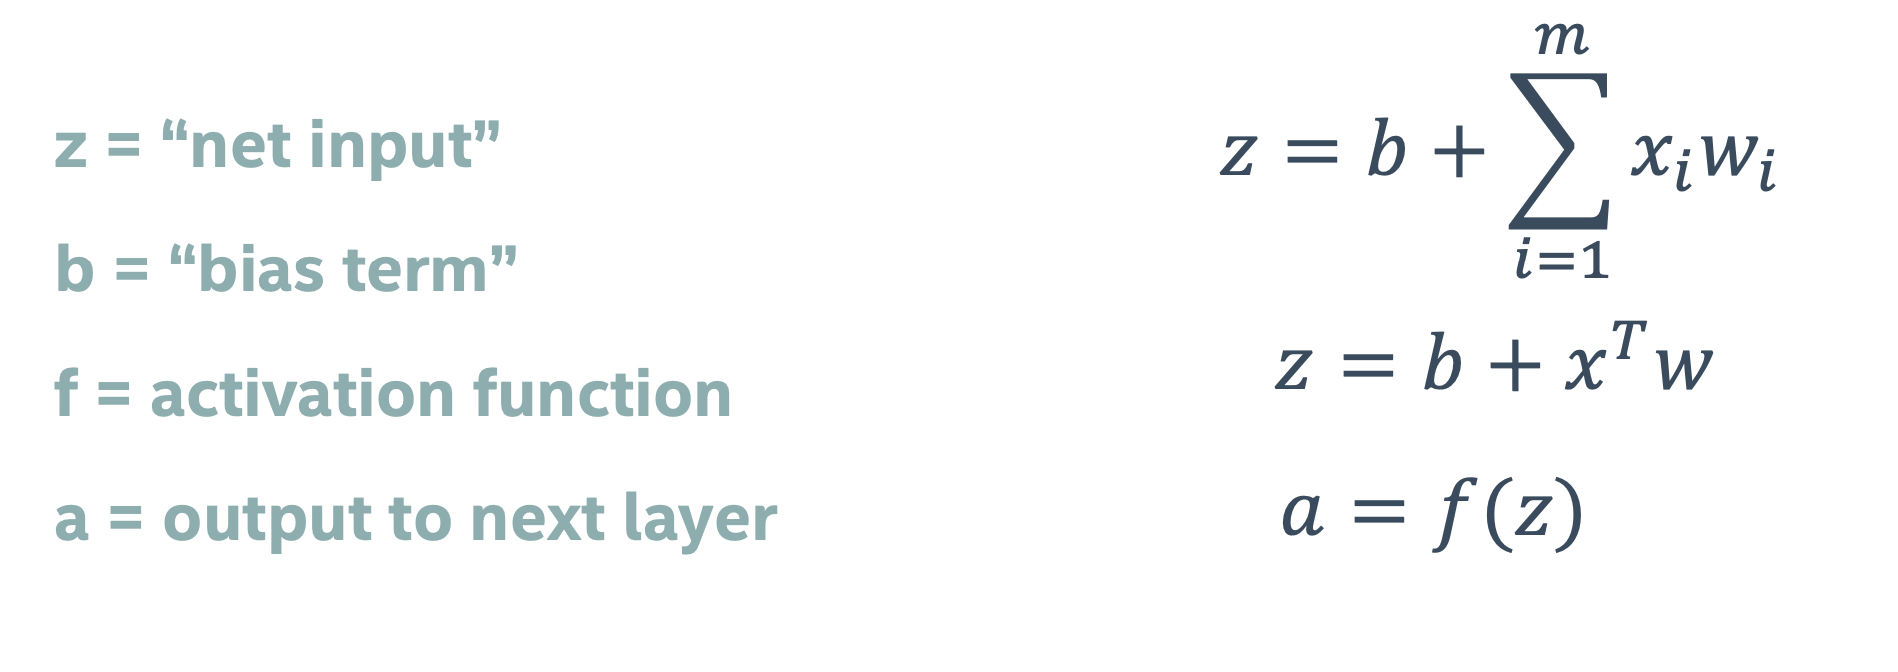 z = “net input”
b = “bias term”
f = activation function
a = output to next layer
z = b + ∑_{i=1}^{m} x_i w_i
z = b + x^T w
a = f(z)